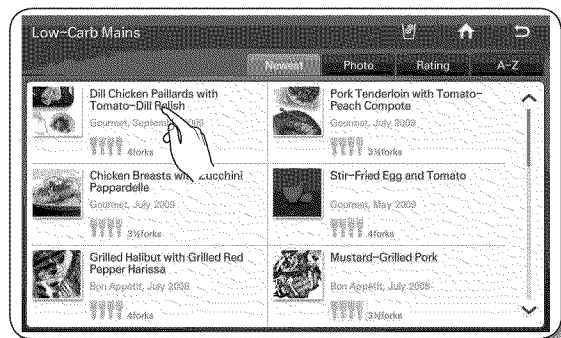 Low-Carb Mains
Newest Photo Rating A-Z
Dill Chicken Paillards with
Tomato-Dill Relish
Gourmet, September 2009
4forks
Pork Tenderloin with Tomato-
Peach Compote
Gourmet, July 2009
3½forks
Chicken Breasts with Zucchini
Pappardelle
Gourmet, July 2009
3½forks
Stir-Fried Egg and Tomato
Gourmet, May 2009
4forks
Grilled Halibut with Grilled Red
Pepper Harissa
Bon Appétit, July 2008
4forks
Mustard-Grilled Pork
Bon Appétit, July 2008
3½forks